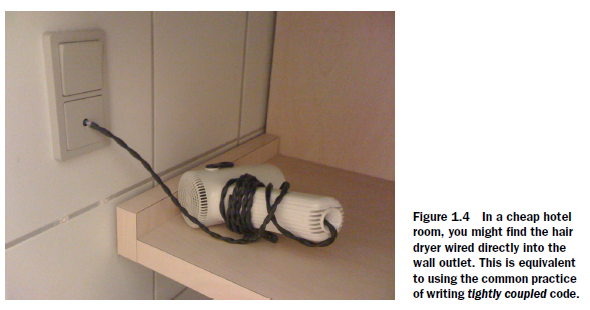 Figure 1.4 In a cheap hotel
room, you might find the hair
dryer wired directly into the
wall outlet. This is equivalent
to using the common practice
of writing tightly coupled code.